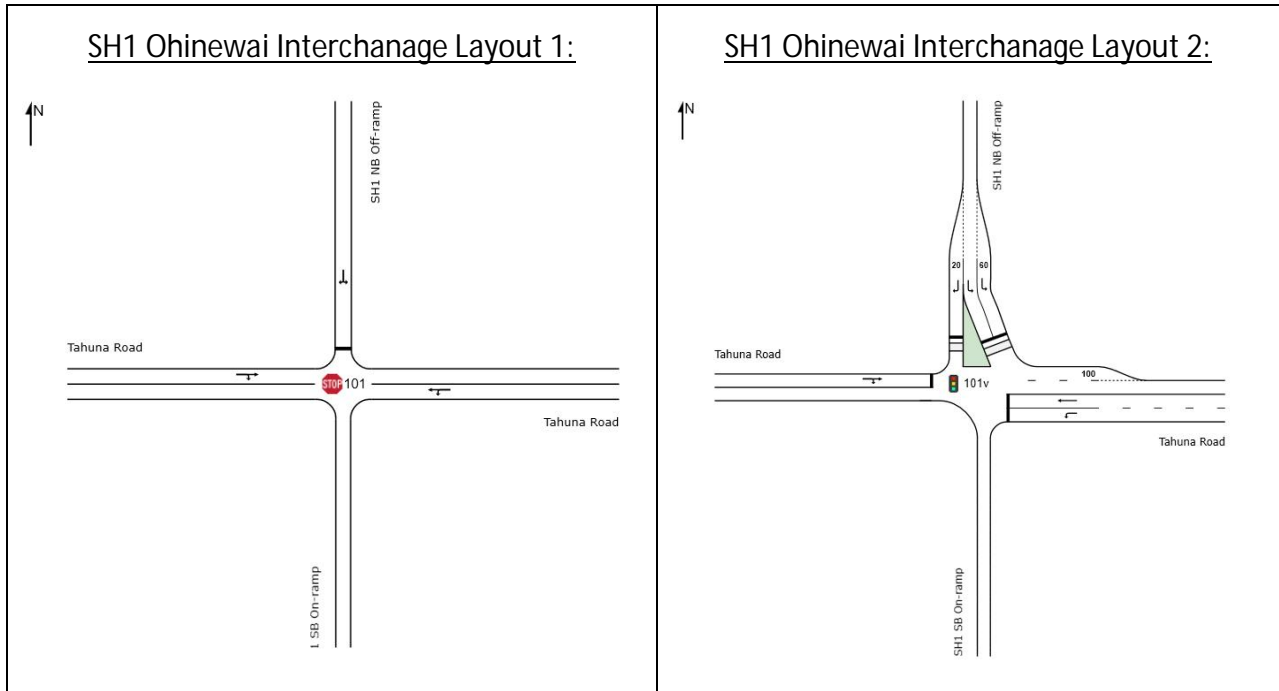 SH1 Ohinewai Interchanage Layout 1:
N
SH1 NB Off-ramp
Tahuna Road
STOP 101
Tahuna Road
1 SB On-ramp
SH1 Ohinewai Interchanage Layout 2:
N
SH1 NB Off-ramp
20 60
Tahuna Road
100
101v
Tahuna Road
SH1 SB On-ramp